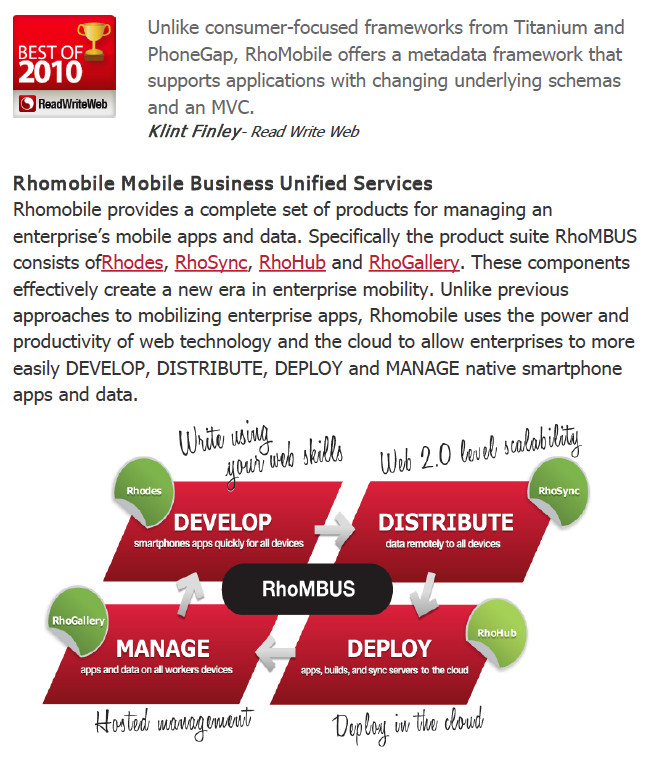 BEST OF
2010
ReadWriteWeb
Unlike consumer-focused frameworks from Titanium and
PhoneGap, RhoMobile offers a metadata framework that
supports applications with changing underlying schemas
and an MVC.
Klint Finley- Read Write Web
Rhomobile Mobile Business Unified Services
Rhomobile provides a complete set of products for managing an
enterprise’s mobile apps and data. Specifically the product suite RhoMBUS
consists ofRhodes, RhoSync, RhoHub and RhoGallery. These components
effectively create a new era in enterprise mobility. Unlike previous
approaches to mobilizing enterprise apps, Rhomobile uses the power and
productivity of web technology and the cloud to allow enterprises to more
easily DEVELOP, DISTRIBUTE, DEPLOY and MANAGE native smartphone
apps and data.
Write using
your web skills
Web 2.0 level scalability
Rhodes
DEVELOP
smartphones apps quickly for all devices
RhoSync
DISTRIBUTE
data remotely to all devices
RhoMBUS
RhoGallery
MANAGE
apps and data on all workers devices
RhoHub
DEPLOY
apps, builds, and sync servers to the cloud
Hosted management
Deploy in the cloud